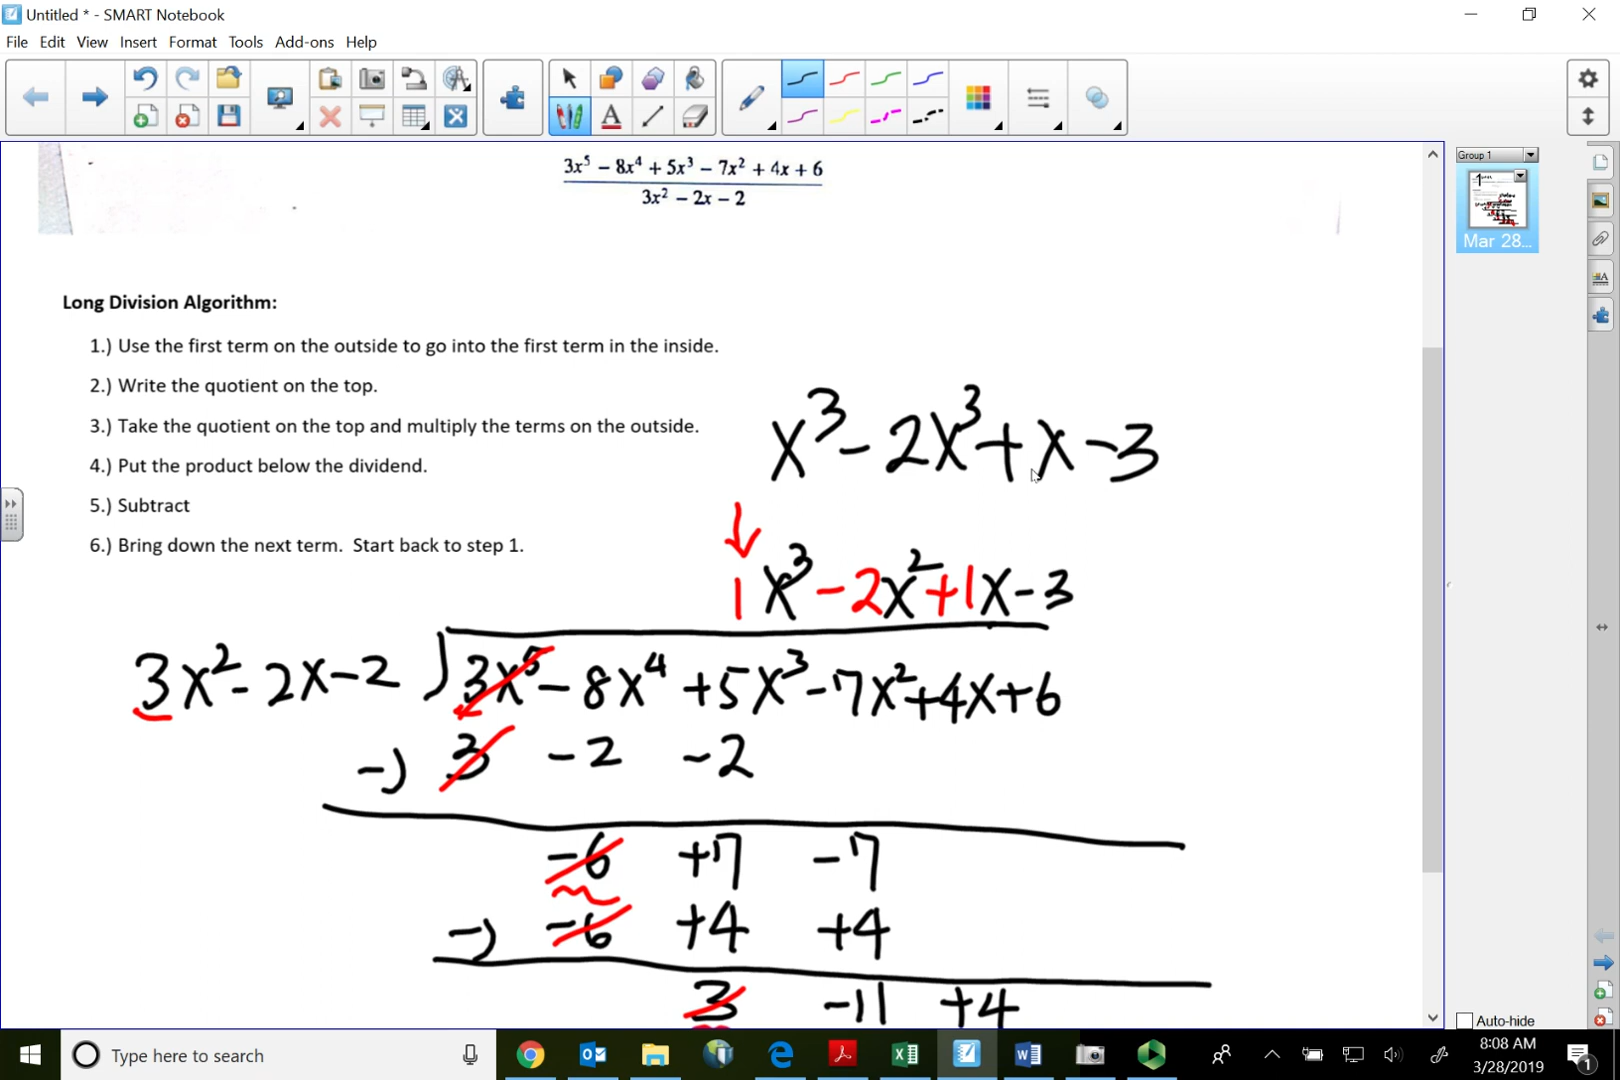 Untitled * - SMART Notebook
File Edit View Insert Format Tools Add-ons Help
Group 1
Mar 28...
3x⁵ − 8x⁴ + 5x³ − 7x² + 4x + 6
3x² − 2x − 2
Long Division Algorithm:
1.) Use the first term on the outside to go into the first term in the inside.
2.) Write the quotient on the top.
3.) Take the quotient on the top and multiply the terms on the outside.
4.) Put the product below the dividend.
5.) Subtract
6.) Bring down the next term. Start back to step 1.
x³ - 2x³ + x - 3
1x³ - 2x² + 1x - 3
3x² - 2x - 2 ) 3x⁵ - 8x⁴ + 5x³ - 7x² + 4x + 6
-) 3 -2 -2
-6 +7 -7
-) -6 +4 +4
3 -11 +4
Auto-hide
Type here to search
8:08 AM
3/28/2019
1